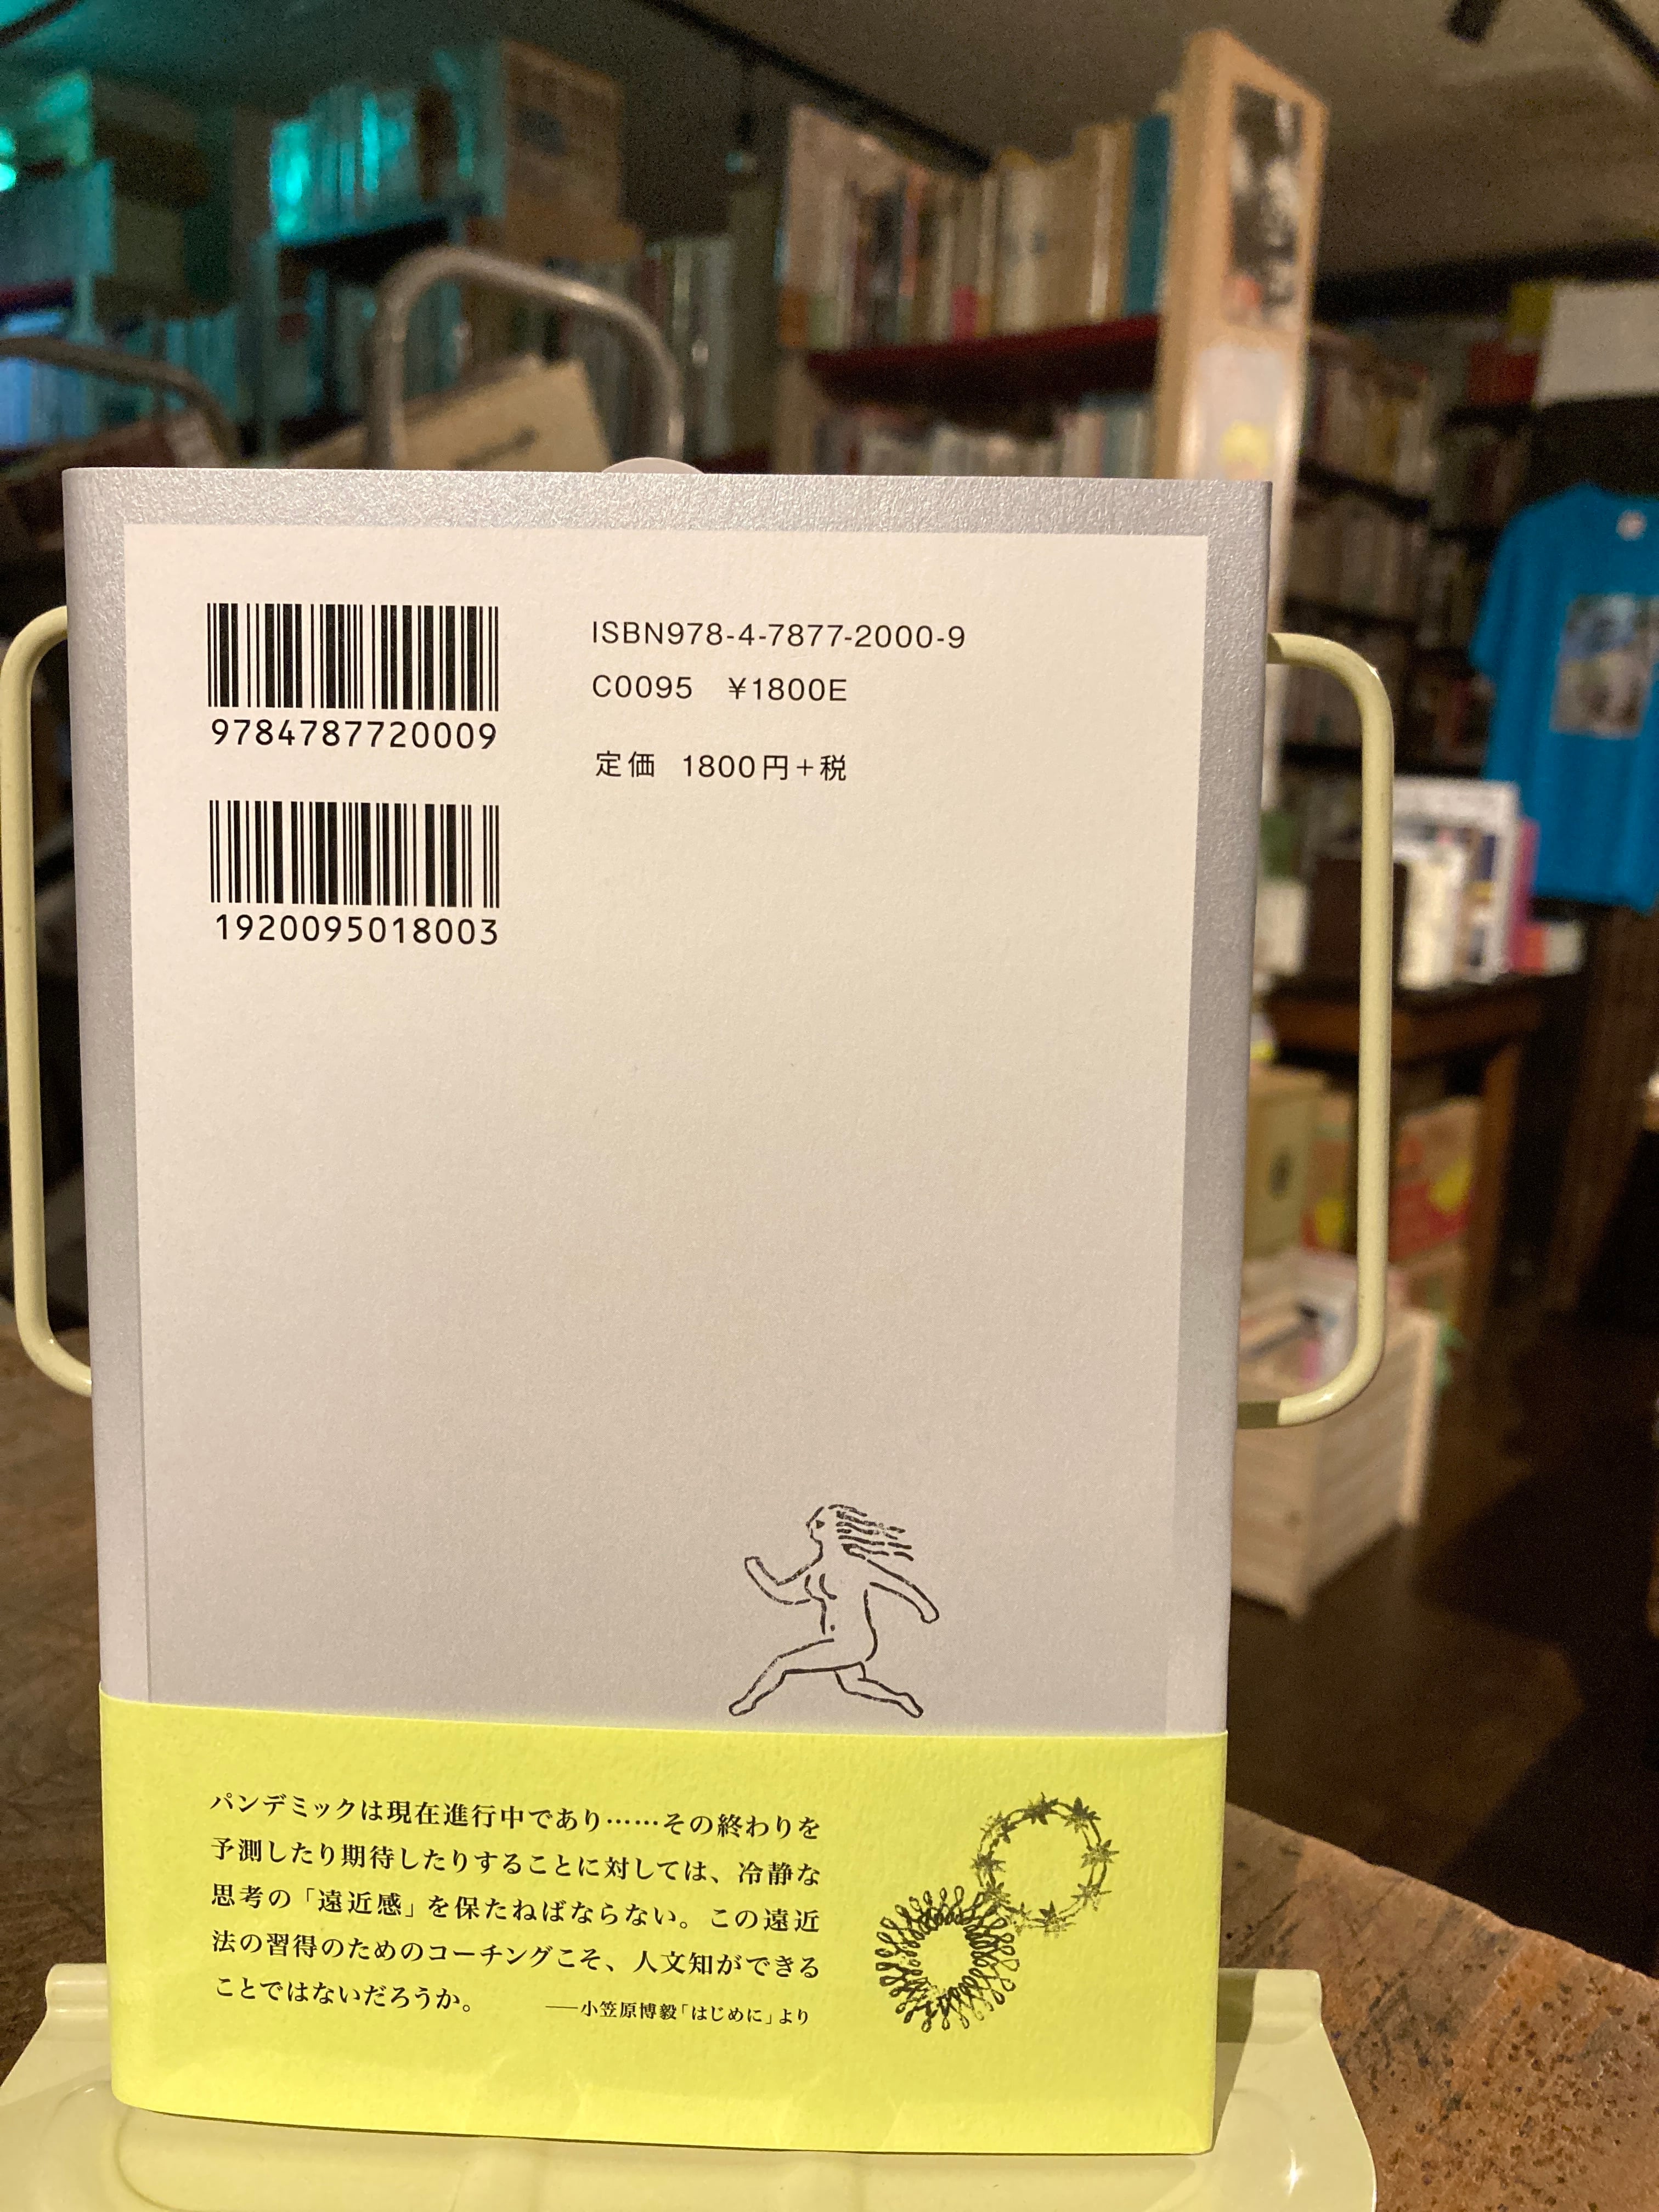 9784787720009
ISBN978-4-7877-2000-9
C0095 ¥1800E
定価 1800円+税
1920095018003
パンデミックは現在進行中であり……その終わりを
予測したり期待したりすることに対しては、冷静な
思考の「遠近感」を保たねばならない。この遠近
法の習得のためのコーチングこそ、人文知ができる
ことではないだろうか。
──小笠原博毅「はじめに」より